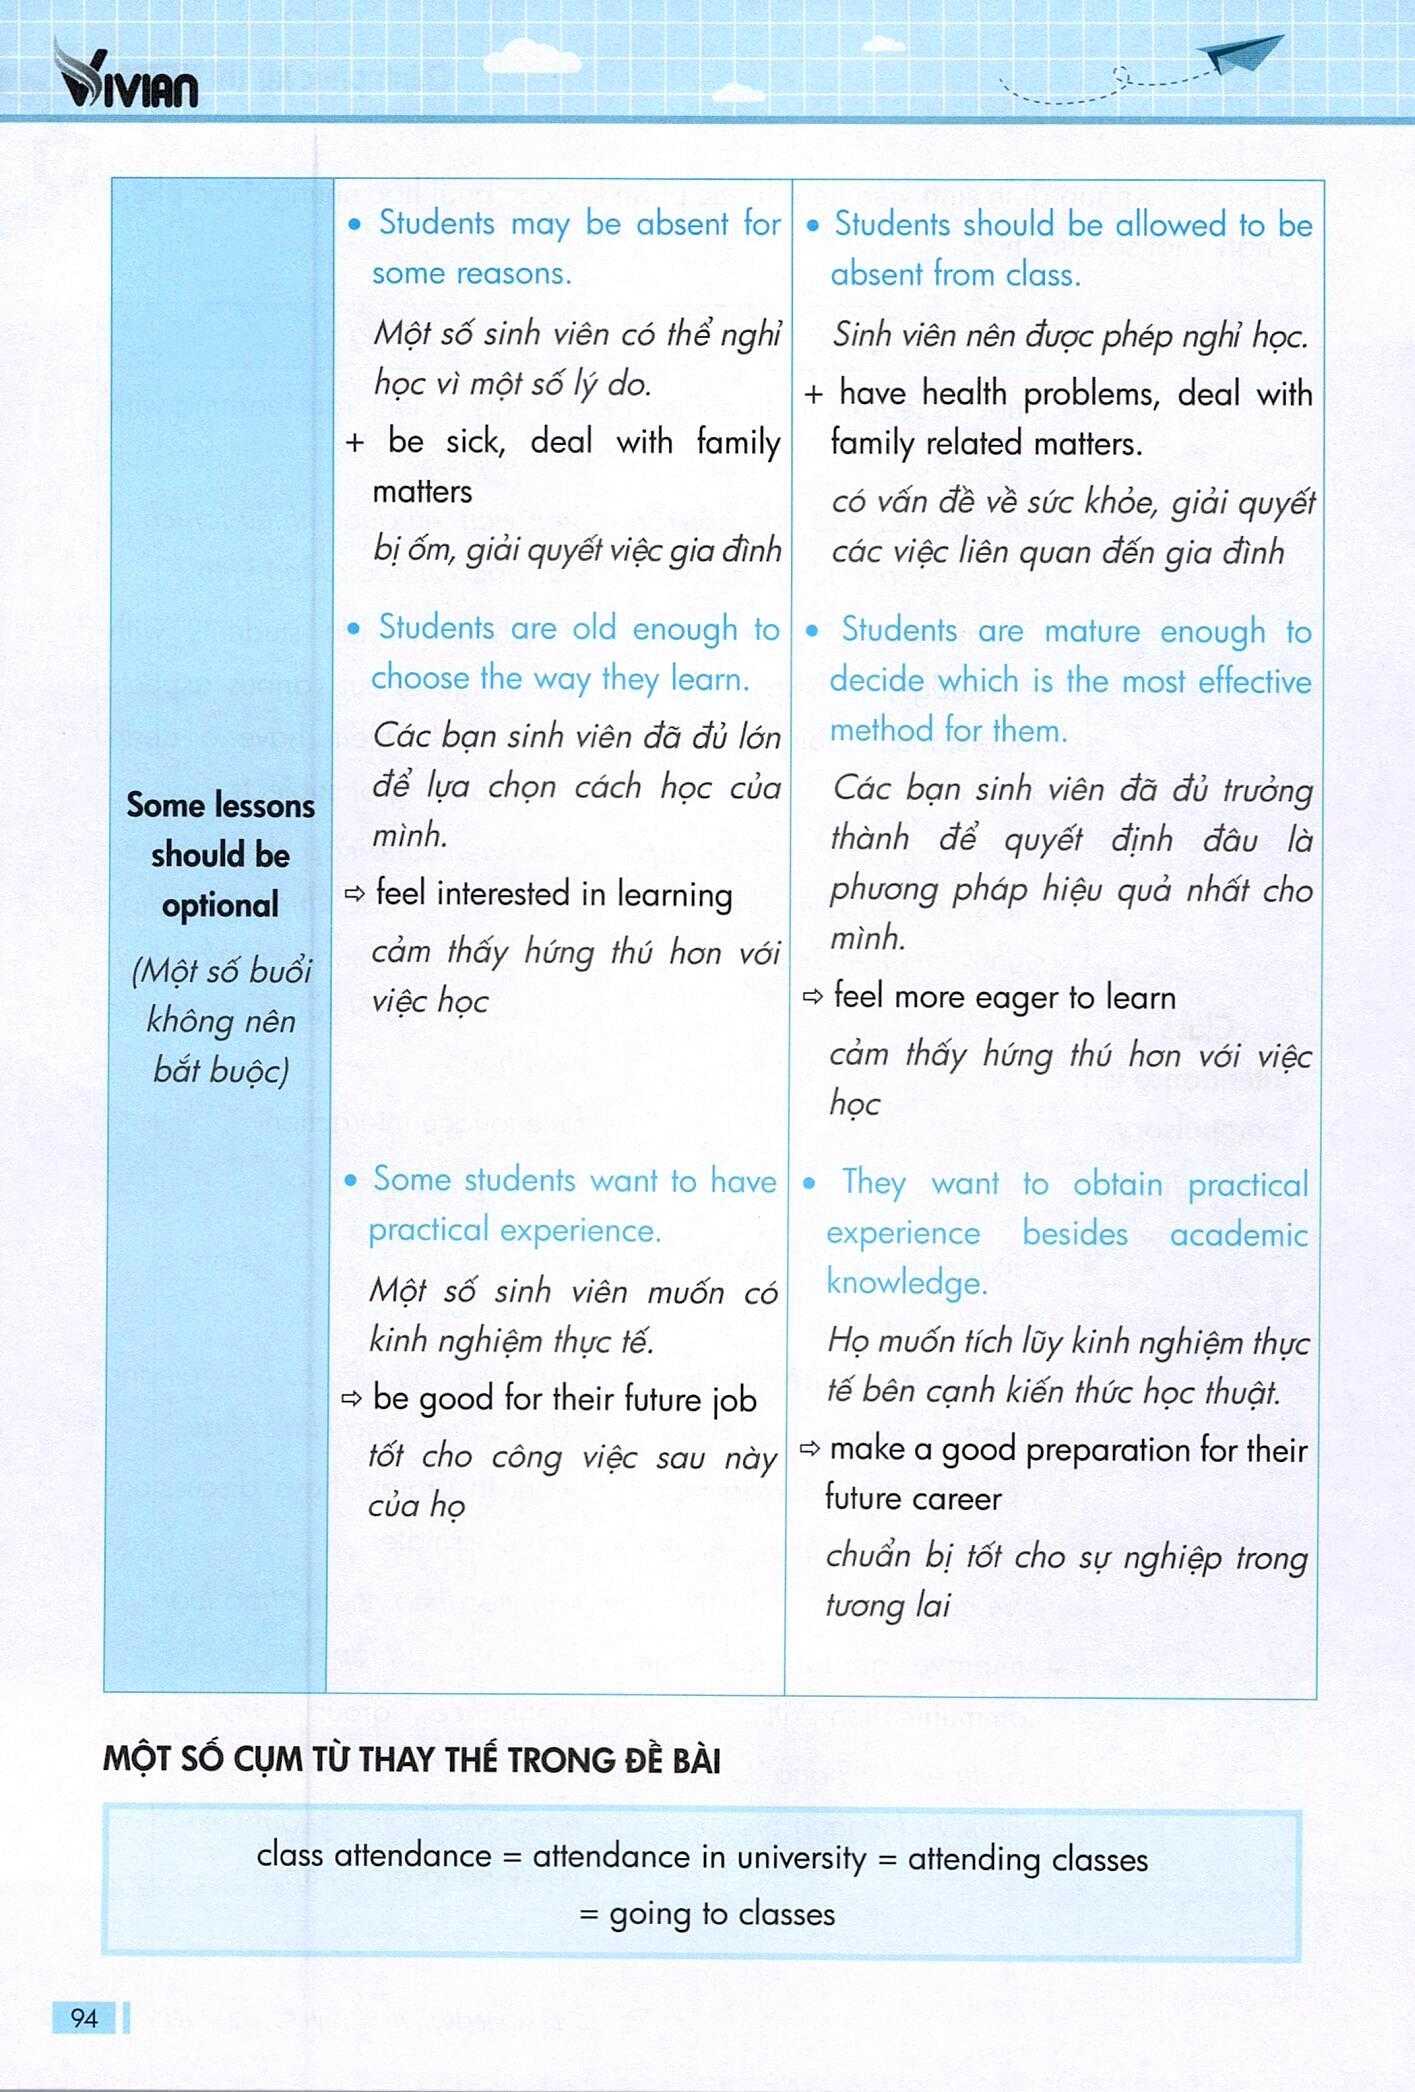 VIVIAN
Some lessons
should be
optional
(Một số buổi
không nên
bắt buộc)
• Students may be absent for
some reasons.
Một số sinh viên có thể nghỉ
học vì một số lý do.
+ be sick, deal with family
matters
bị ốm, giải quyết việc gia đình
• Students are old enough to
choose the way they learn.
Các bạn sinh viên đã đủ lớn
để lựa chọn cách học của
mình.
⇨ feel interested in learning
cảm thấy hứng thú hơn với
việc học
• Some students want to have
practical experience.
Một số sinh viên muốn có
kinh nghiệm thực tế.
⇨ be good for their future job
tốt cho công việc sau này
của họ
• Students should be allowed to be
absent from class.
Sinh viên nên được phép nghỉ học.
+ have health problems, deal with
family related matters.
có vấn đề về sức khỏe, giải quyết
các việc liên quan đến gia đình
• Students are mature enough to
decide which is the most effective
method for them.
Các bạn sinh viên đã đủ trưởng
thành để quyết định đâu là
phương pháp hiệu quả nhất cho
mình.
⇨ feel more eager to learn
cảm thấy hứng thú hơn với việc
học
• They want to obtain practical
experience besides academic
knowledge.
Họ muốn tích lũy kinh nghiệm thực
tế bên cạnh kiến thức học thuật.
⇨ make a good preparation for their
future career
chuẩn bị tốt cho sự nghiệp trong
tương lai
MỘT SỐ CỤM TỪ THAY THẾ TRONG ĐỀ BÀI
class attendance = attendance in university = attending classes
= going to classes
94